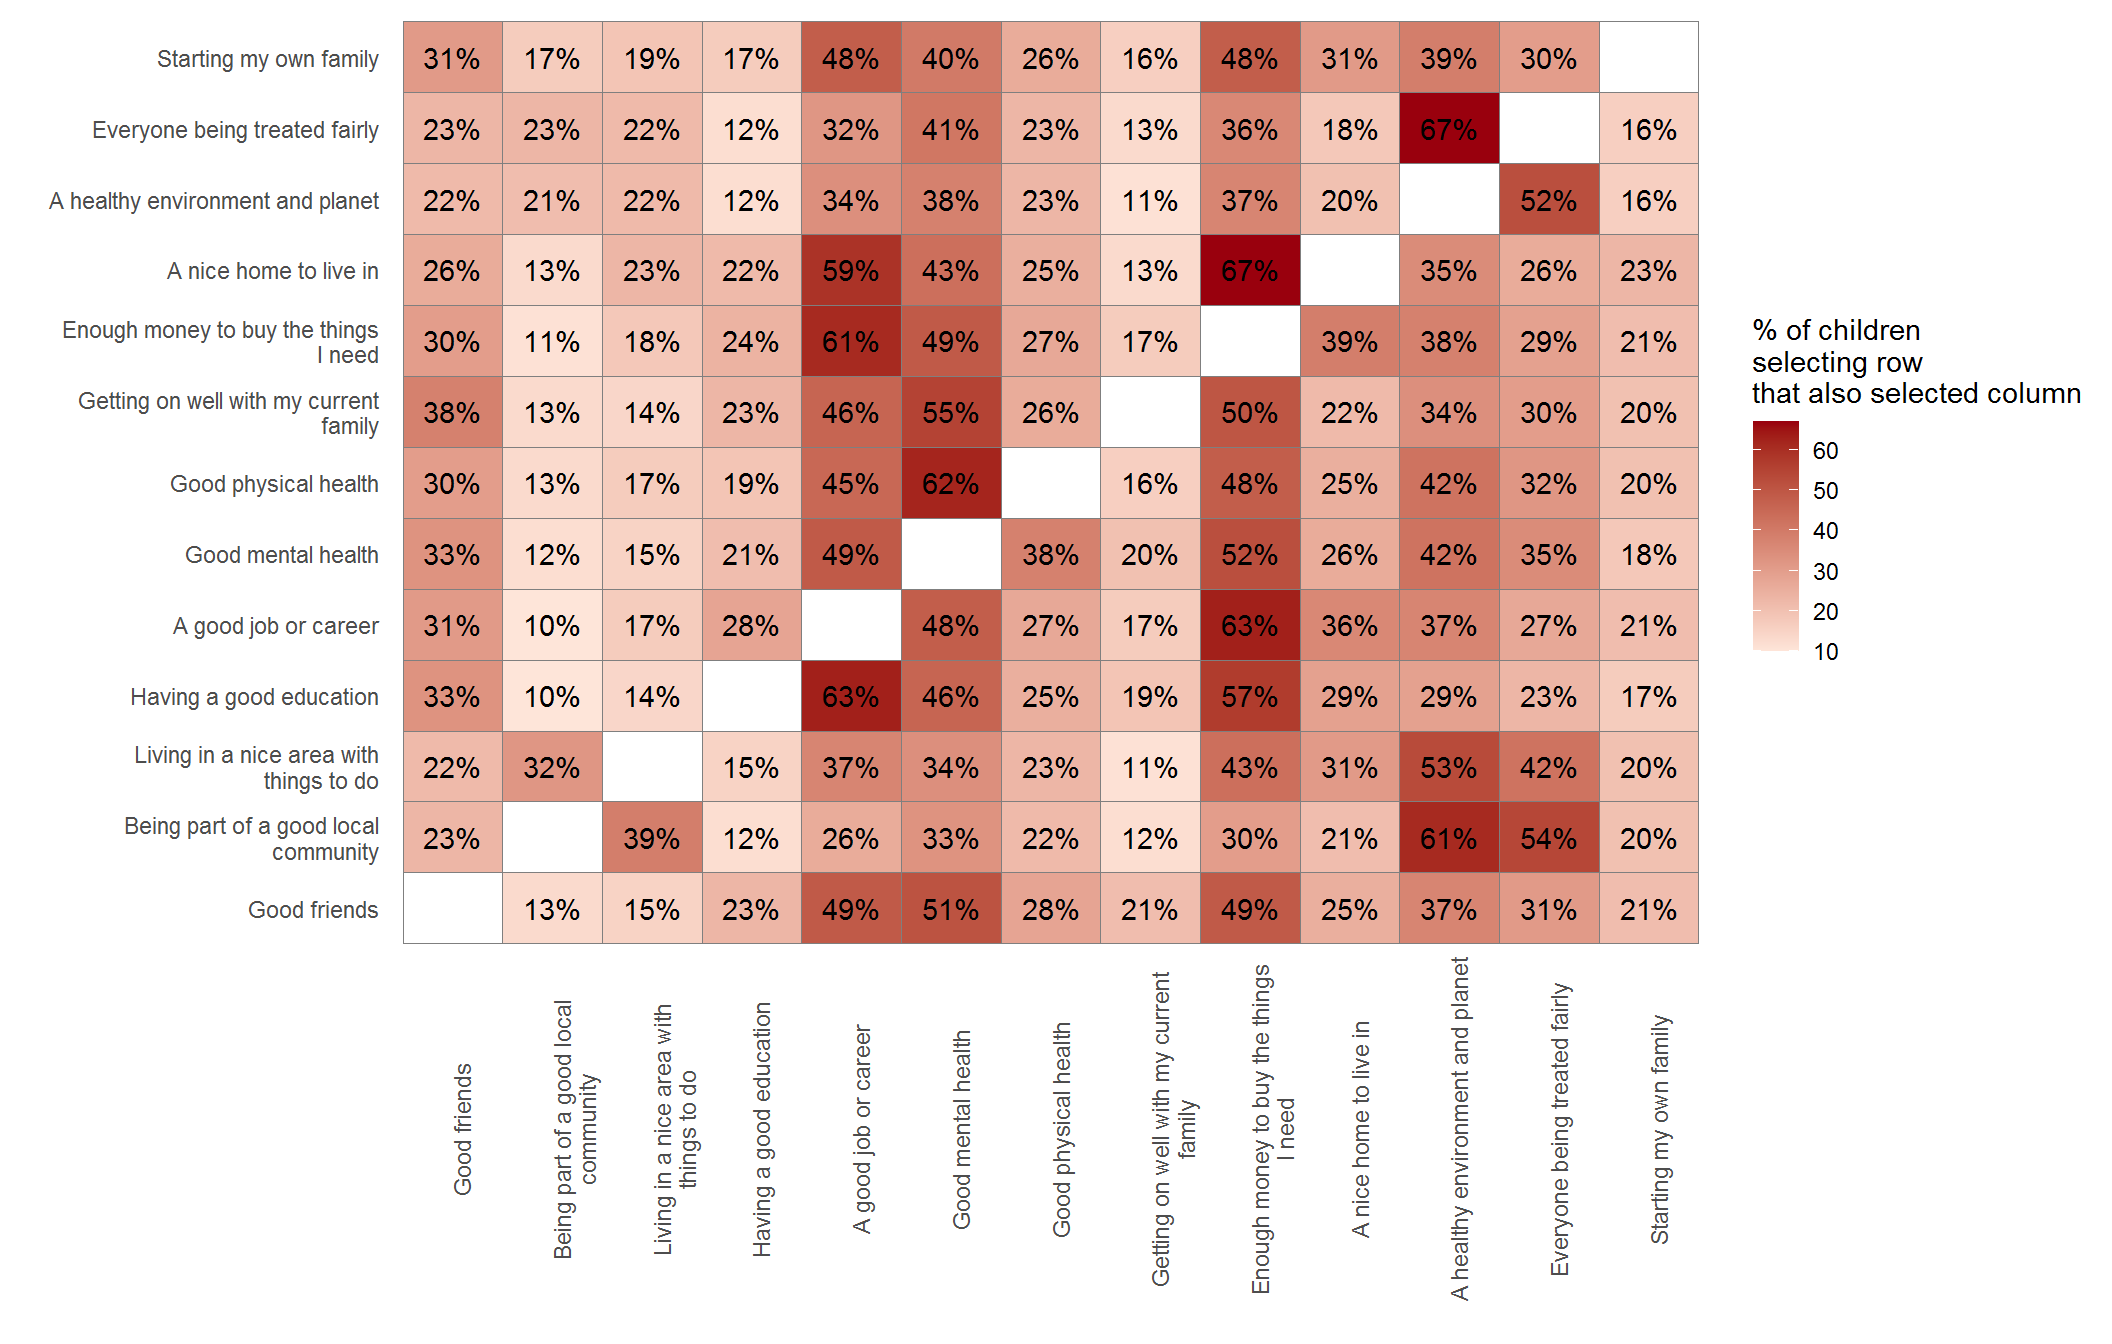 Starting my own family 31% 17% 19% 17% 48% 40% 26% 16% 48% 31% 39% 30%
Everyone being treated fairly 23% 23% 22% 12% 32% 41% 23% 13% 36% 18% 67% 16%
A healthy environment and planet 22% 21% 22% 12% 34% 38% 23% 11% 37% 20% 52% 16%
A nice home to live in 26% 13% 23% 22% 59% 43% 25% 13% 67% 35% 26% 23%
Enough money to buy the things
I need 30% 11% 18% 24% 61% 49% 27% 17% 39% 38% 29% 21%
Getting on well with my current
family 38% 13% 14% 23% 46% 55% 26% 50% 22% 34% 30% 20%
Good physical health 30% 13% 17% 19% 45% 62% 16% 48% 25% 42% 32% 20%
Good mental health 33% 12% 15% 21% 49% 38% 20% 52% 26% 42% 35% 18%
A good job or career 31% 10% 17% 28% 48% 27% 17% 63% 36% 37% 27% 21%
Having a good education 33% 10% 14% 63% 46% 25% 19% 57% 29% 29% 23% 17%
Living in a nice area with
things to do 22% 32% 15% 37% 34% 23% 11% 43% 31% 53% 42% 20%
Being part of a good local
community 23% 39% 12% 26% 33% 22% 12% 30% 21% 61% 54% 20%
Good friends 13% 15% 23% 49% 51% 28% 21% 49% 25% 37% 31% 21%
Good friends
Being part of a good local
community
Living in a nice area with
things to do
Having a good education
A good job or career
Good mental health
Good physical health
Getting on well with my current
family
Enough money to buy the things
I need
A nice home to live in
A healthy environment and planet
Everyone being treated fairly
Starting my own family
% of children
selecting row
that also selected column
60
50
40
30
20
10